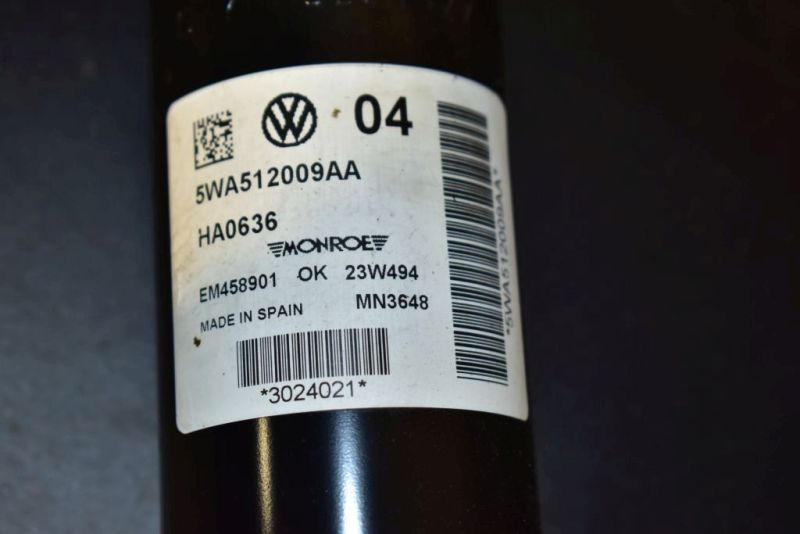 04
5WA512009AA
HA0636
MONROE
EM458901 OK 23W494
MADE IN SPAIN MN3648
*3024021*
*5WA512009AA*